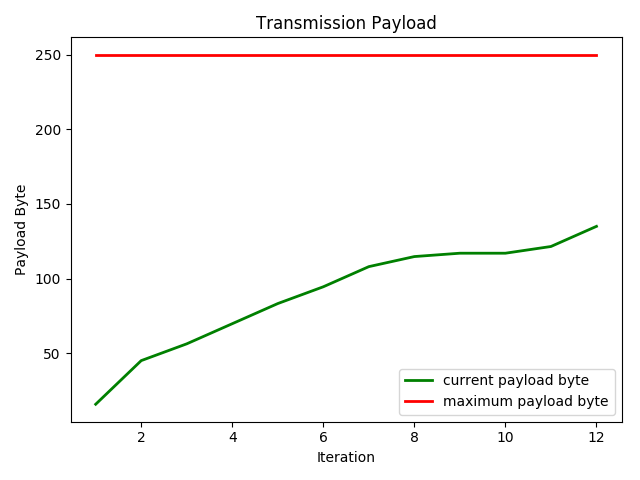 Transmission Payload
250
200
150
100
50
Payload Byte
2
4
6
8
10
12
Iteration
current payload byte
maximum payload byte